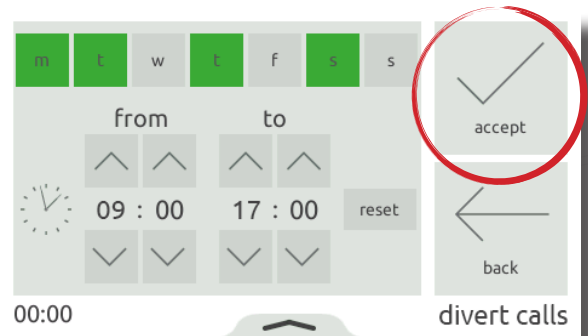 m t w t f s s
accept
from to
09 : 00 17 : 00 reset
back
00:00 divert calls